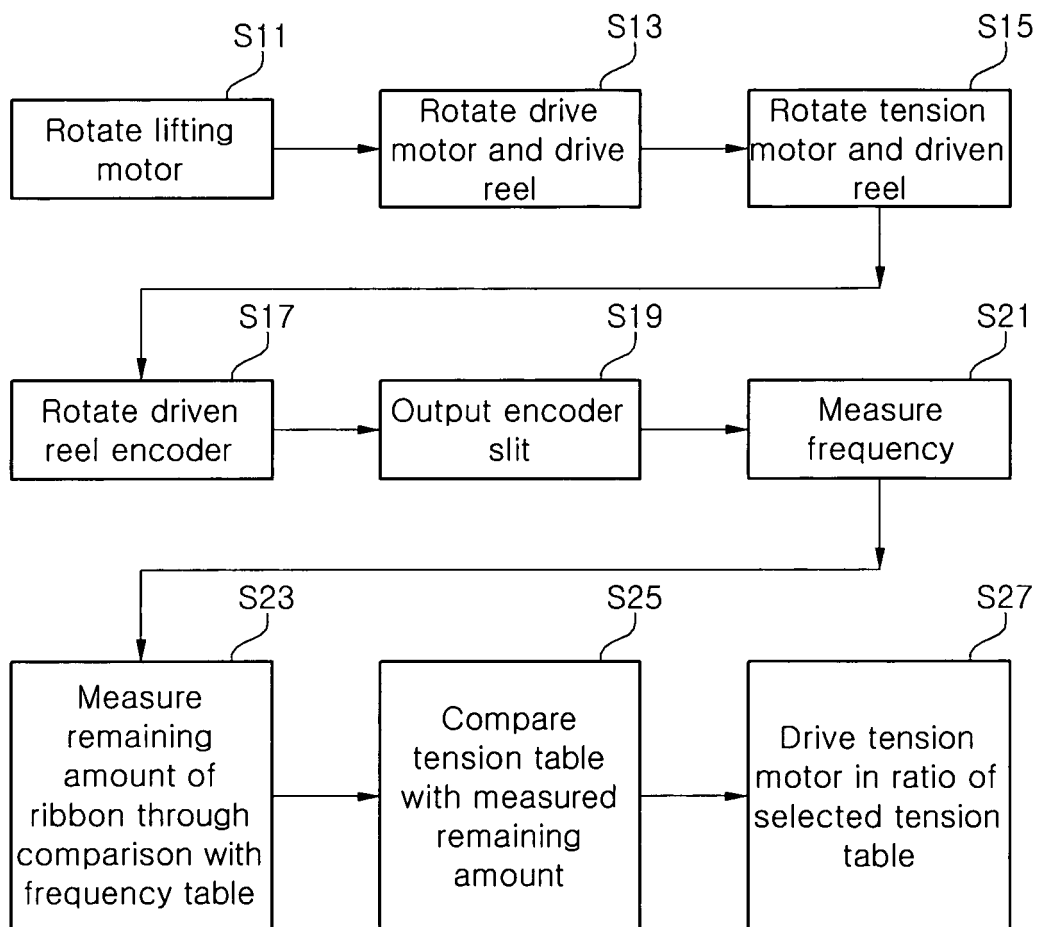 S11
Rotate lifting
motor
S13
Rotate drive
motor and drive
reel
S15
Rotate tension
motor and driven
reel
S17
Rotate driven
reel encoder
S19
Output encoder
slit
S21
Measure
frequency
S23
Measure
remaining
amount of
ribbon through
comparison with
frequency table
S25
Compare
tension table
with measured
remaining
amount
S27
Drive tension
motor in ratio of
selected tension
table